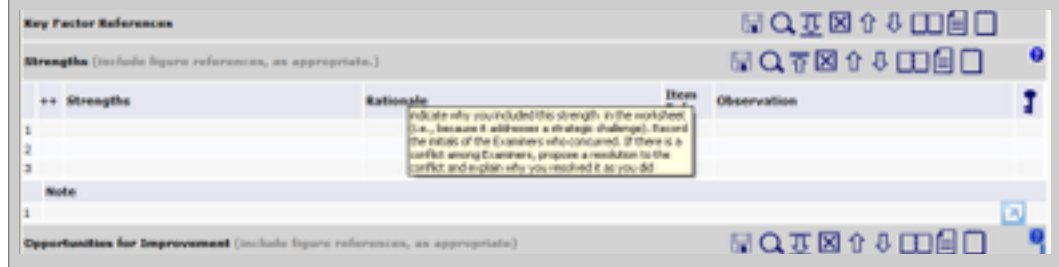 Key Factor References
Strengths (include figure references, as appropriate.)
++ Strengths Rationale Item Observation
indicate why you included this strength in the worksheet
(i.e., because it addresses a strategic challenge). Record
the initials of the Examiners who concurred. If there is a
conflict among Examiners, propose a resolution to the
conflict and explain why you resolved it as you did
1
2
3
Note
1
Opportunities for Improvement (include figure references, as appropriate)